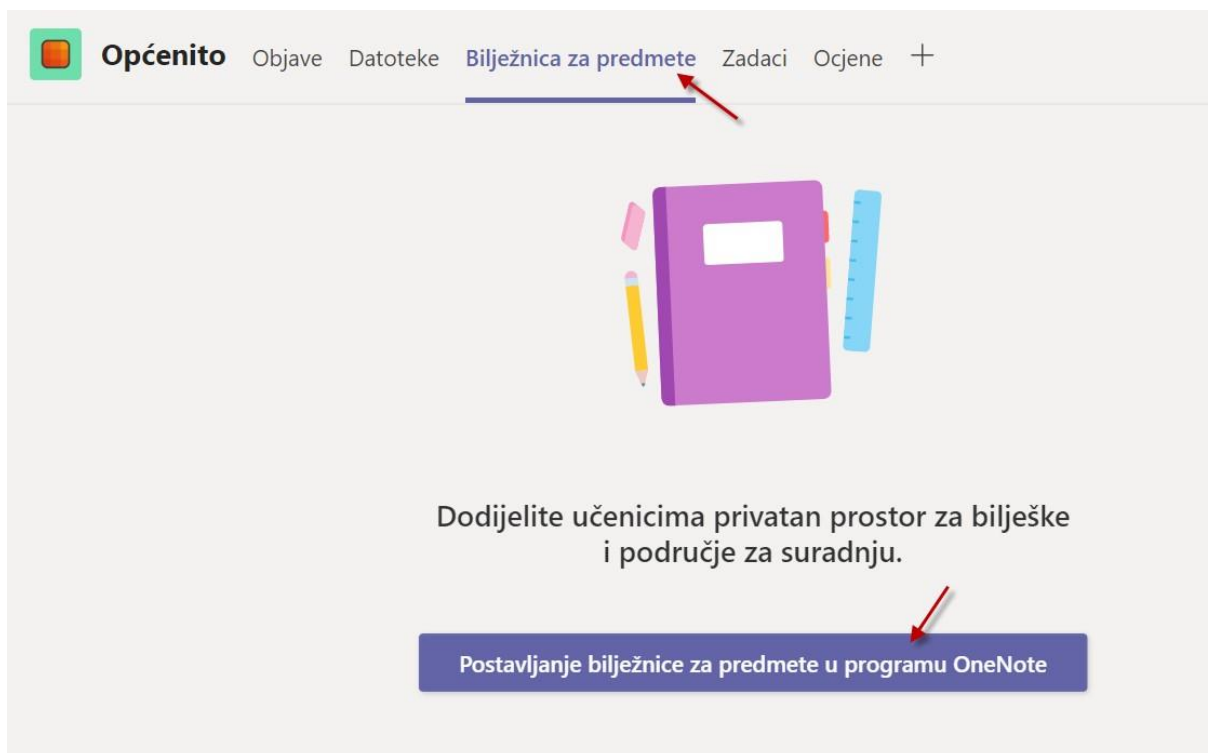 Općenito Objave Datoteke Bilježnica za predmete Zadaci Ocjene +
Dodijelite učenicima privatan prostor za bilješke
i područje za suradnju.
Postavljanje bilježnice za predmete u programu OneNote